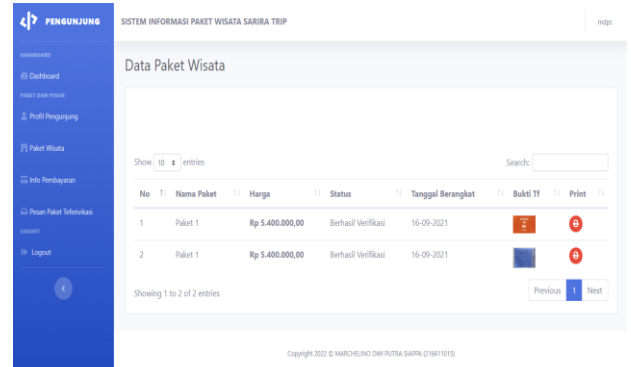 PENGUNJUNG
SISTEM INFORMASI PAKET WISATA SARIRA TRIP
mdps
DASHBOARD
Dashboard
PAKET DAN PESAN
Profil Pengunjung
Paket Wisata
Info Pembayaran
Pesan Paket Teferivikasi
LOGOUT
Logout
Data Paket Wisata
Show 10 entries
Search:
No Nama Paket Harga Status Tanggal Berangkat Bukti Tf Print
1 Paket 1 Rp 5.400.000,00 Berhasil Verifikasi 16-09-2021
2 Paket 1 Rp 5.400.000,00 Berhasil Verifikasi 16-09-2021
Showing 1 to 2 of 2 entries
Previous 1 Next
Copyright 2022 © MARCHELINO DWI PUTRA SIAPPA (216611015)